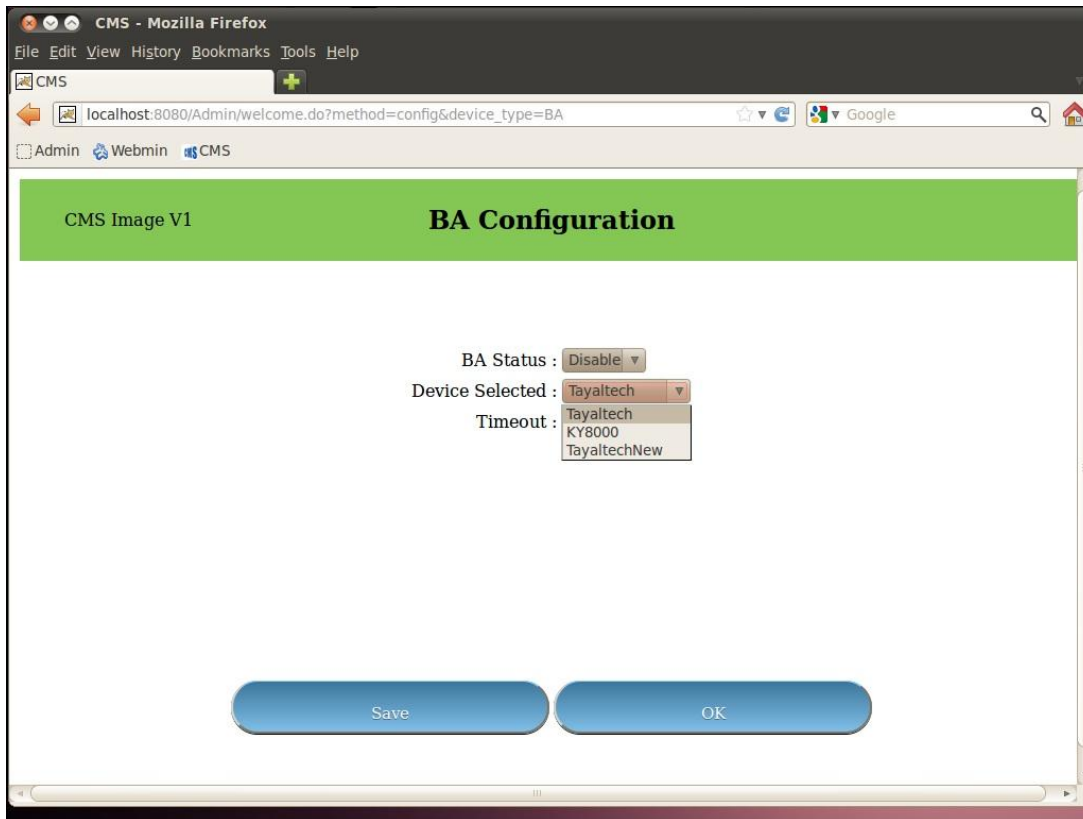 CMS - Mozilla Firefox
File Edit View History Bookmarks Tools Help
CMS
localhost:8080/Admin/welcome.do?method=config&device_type=BA Google
Admin Webmin CMS
CMS Image V1 BA Configuration
BA Status : Disable
Device Selected : Tayaltech
Timeout : Tayaltech
KY8000
TayaltechNew
Save OK